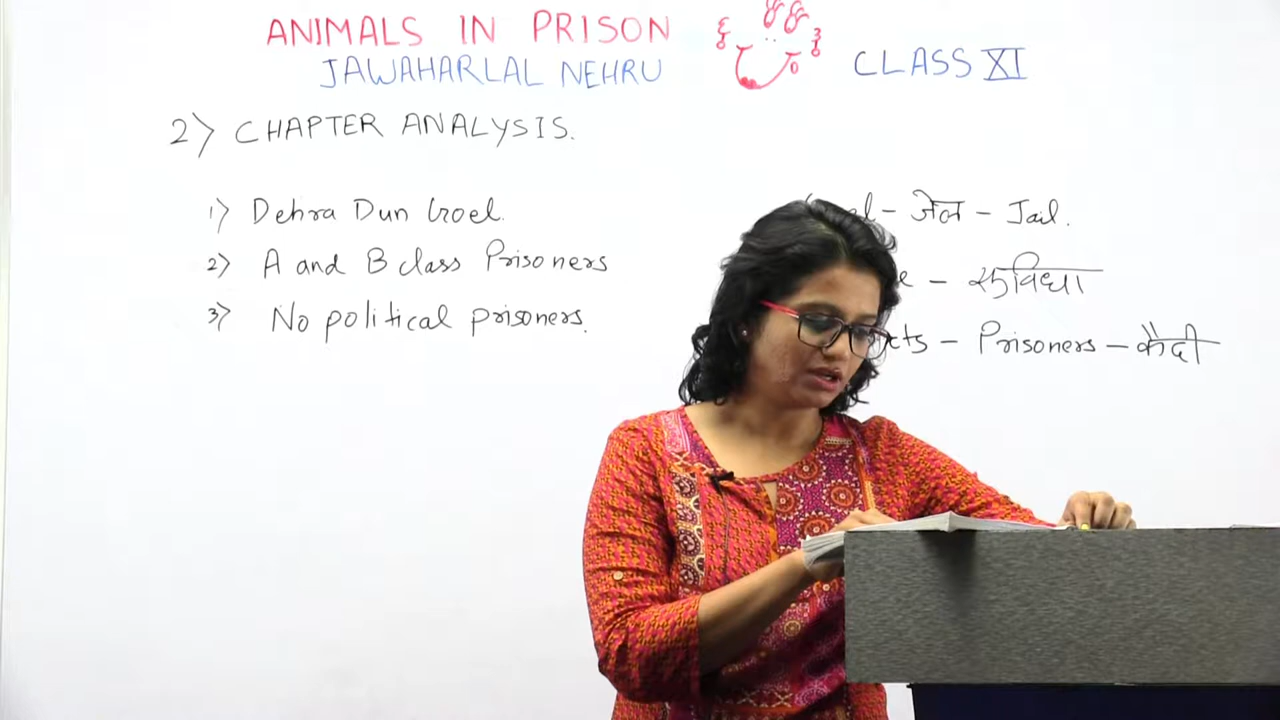 ANIMALS IN PRISON
JAWAHARLAL NEHRU
CLASS XI
2) CHAPTER ANALYSIS.
1) Dehra Dun Goel.
2) A and B class Prisoners
3) No political prisoners.
- जेल - Jail.
-
- Prisoners - कैदी